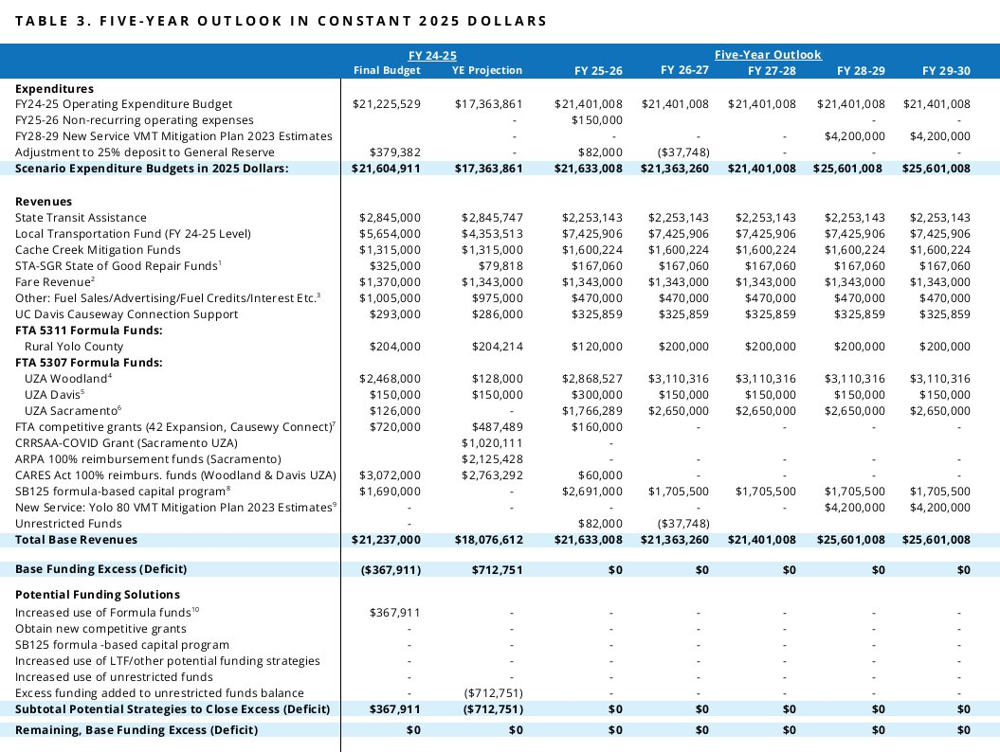 TABLE 3. FIVE-YEAR OUTLOOK IN CONSTANT 2025 DOLLARS
FY 24-25 Five-Year Outlook
Final Budget YE Projection FY 25-26 FY 26-27 FY 27-28 FY 28-29 FY 29-30
Expenditures
FY24-25 Operating Expenditure Budget $21,225,529 $17,363,861 $21,401,008 $21,401,008 $21,401,008 $21,401,008 $21,401,008
FY25-26 Non-recurring operating expenses - $150,000 - -
FY28-29 New Service VMT Mitigation Plan 2023 Estimates - - - - $4,200,000 $4,200,000
Adjustment to 25% deposit to General Reserve $379,382 - $82,000 ($37,748) - - -
Scenario Expenditure Budgets in 2025 Dollars: $21,604,911 $17,363,861 $21,633,008 $21,363,260 $21,401,008 $25,601,008 $25,601,008
Revenues
State Transit Assistance $2,845,000 $2,845,747 $2,253,143 $2,253,143 $2,253,143 $2,253,143 $2,253,143
Local Transportation Fund (FY 24-25 Level) $5,654,000 $4,353,513 $7,425,906 $7,425,906 $7,425,906 $7,425,906 $7,425,906
Cache Creek Mitigation Funds $1,315,000 $1,315,000 $1,600,224 $1,600,224 $1,600,224 $1,600,224 $1,600,224
STA-SGR State of Good Repair Funds¹ $325,000 $79,818 $167,060 $167,060 $167,060 $167,060 $167,060
Fare Revenue² $1,370,000 $1,343,000 $1,343,000 $1,343,000 $1,343,000 $1,343,000 $1,343,000
Other: Fuel Sales/Advertising/Fuel Credits/Interest Etc.³ $1,005,000 $975,000 $470,000 $470,000 $470,000 $470,000 $470,000
UC Davis Causeway Connection Support $293,000 $286,000 $325,859 $325,859 $325,859 $325,859 $325,859
FTA 5311 Formula Funds:
Rural Yolo County $204,000 $204,214 $120,000 $200,000 $200,000 $200,000 $200,000
FTA 5307 Formula Funds:
UZA Woodland⁴ $2,468,000 $128,000 $2,868,527 $3,110,316 $3,110,316 $3,110,316 $3,110,316
UZA Davis⁵ $150,000 $150,000 $300,000 $150,000 $150,000 $150,000 $150,000
UZA Sacramento⁶ $126,000 - $1,766,289 $2,650,000 $2,650,000 $2,650,000 $2,650,000
FTA competitive grants (42 Expansion, Causewy Connect)⁷ $720,000 $487,489 $160,000 - - - -
CRRSAA-COVID Grant (Sacramento UZA) $1,020,111 -
ARPA 100% reimbursement funds (Sacramento) $2,125,428 - - - - -
CARES Act 100% reimburs. funds (Woodland & Davis UZA) $3,072,000 $2,763,292 $60,000 - - - -
SB125 formula-based capital program⁸ $1,690,000 - $2,691,000 $1,705,500 $1,705,500 $1,705,500 $1,705,500
New Service: Yolo 80 VMT Mitigation Plan 2023 Estimates⁹ - - - - - $4,200,000 $4,200,000
Unrestricted Funds - $82,000 ($37,748)
Total Base Revenues $21,237,000 $18,076,612 $21,633,008 $21,363,260 $21,401,008 $25,601,008 $25,601,008
Base Funding Excess (Deficit) ($367,911) $712,751 $0 $0 $0 $0 $0
Potential Funding Solutions
Increased use of Formula funds¹⁰ $367,911 - - - - - -
Obtain new competitive grants - - - - - - -
SB125 formula -based capital program - - - - - - -
Increased use of LTF/other potential funding strategies - - - - - - -
Increased use of unrestricted funds - - - - - - -
Excess funding added to unrestricted funds balance - ($712,751) - - - - -
Subtotal Potential Strategies to Close Excess (Deficit) $367,911 ($712,751) $0 $0 $0 $0 $0
Remaining, Base Funding Excess (Deficit) $0 $0 $0 $0 $0 $0 $0